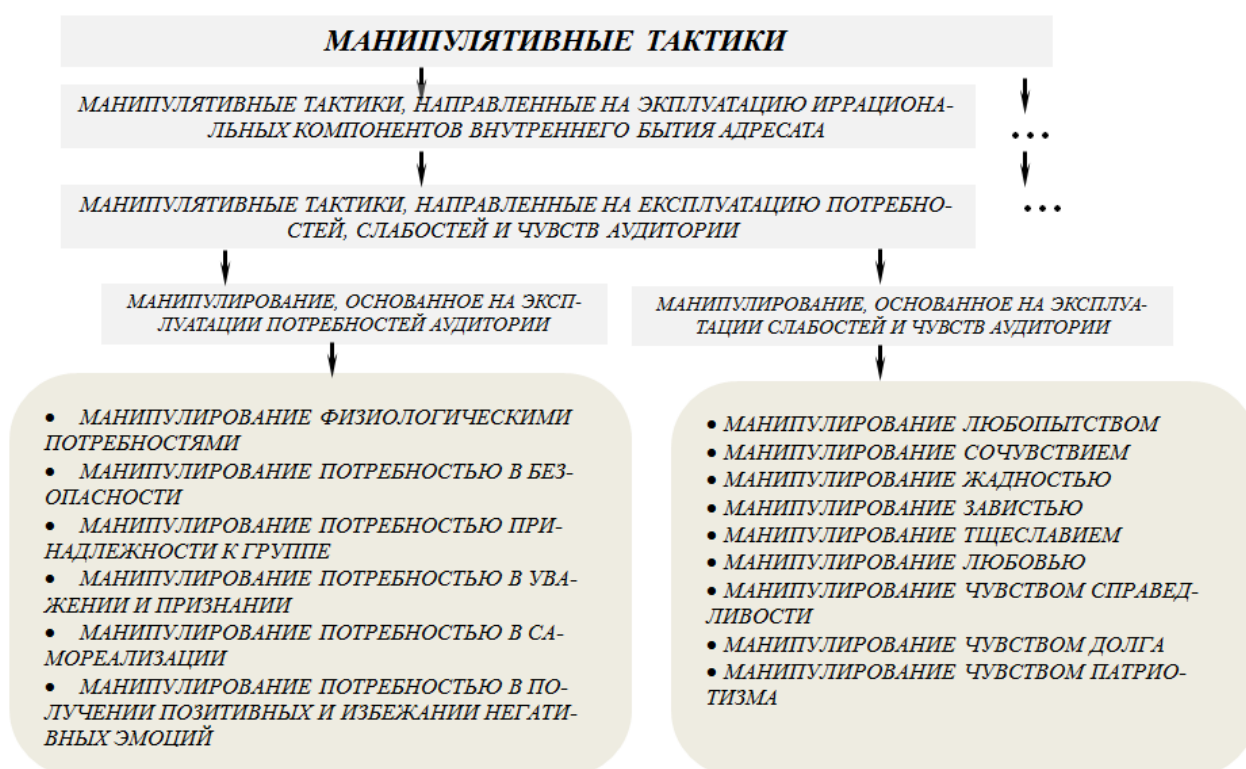 МАНИПУЛЯТИВНЫЕ ТАКТИКИ
МАНИПУЛЯТИВНЫЕ ТАКТИКИ, НАПРАВЛЕННЫЕ НА ЭКПЛУАТАЦИЮ ИРРАЦИОНА-
ЛЬНЫХ КОМПОНЕНТОВ ВНУТРЕННЕГО БЫТИЯ АДРЕСАТА
...
МАНИПУЛЯТИВНЫЕ ТАКТИКИ, НАПРАВЛЕННЫЕ НА ЕКСПЛУАТАЦИЮ ПОТРЕБНО-
СТЕЙ, СЛАБОСТЕЙ И ЧУВСТВ АУДИТОРИИ
...
МАНИПУЛИРОВАНИЕ, ОСНОВАННОЕ НА ЭКСП-
ЛУАТАЦИИ ПОТРЕБНОСТЕЙ АУДИТОРИИ
• МАНИПУЛИРОВАНИЕ ФИЗИОЛОГИЧЕСКИМИ
ПОТРЕБНОСТЯМИ
• МАНИПУЛИРОВАНИЕ ПОТРЕБНОСТЬЮ В БЕЗ-
ОПАСНОСТИ
• МАНИПУЛИРОВАНИЕ ПОТРЕБНОСТЬЮ ПРИ-
НАДЛЕЖНОСТИ К ГРУППЕ
• МАНИПУЛИРОВАНИЕ ПОТРЕБНОСТЬЮ В УВА-
ЖЕНИИ И ПРИЗНАНИИ
• МАНИПУЛИРОВАНИЕ ПОТРЕБНОСТЬЮ В СА-
МОРЕАЛИЗАЦИИ
• МАНИПУЛИРОВАНИЕ ПОТРЕБНОСТЬЮ В ПО-
ЛУЧЕНИИ ПОЗИТИВНЫХ И ИЗБЕЖАНИИ НЕГАТИ-
ВНЫХ ЭМОЦИЙ
МАНИПУЛИРОВАНИЕ, ОСНОВАННОЕ НА ЭКСПЛУА-
ТАЦИИ СЛАБОСТЕЙ И ЧУВСТВ АУДИТОРИИ
• МАНИПУЛИРОВАНИЕ ЛЮБОПЫТСТВОМ
• МАНИПУЛИРОВАНИЕ СОЧУВСТВИЕМ
• МАНИПУЛИРОВАНИЕ ЖАДНОСТЬЮ
• МАНИПУЛИРОВАНИЕ ЗАВИСТЬЮ
• МАНИПУЛИРОВАНИЕ ТЩЕСЛАВИЕМ
• МАНИПУЛИРОВАНИЕ ЛЮБОВЬЮ
• МАНИПУЛИРОВАНИЕ ЧУВСТВОМ СПРАВЕД-
ЛИВОСТИ
• МАНИПУЛИРОВАНИЕ ЧУВСТВОМ ДОЛГА
• МАНИПУЛИРОВАНИЕ ЧУВСТВОМ ПАТРИО-
ТИЗМА